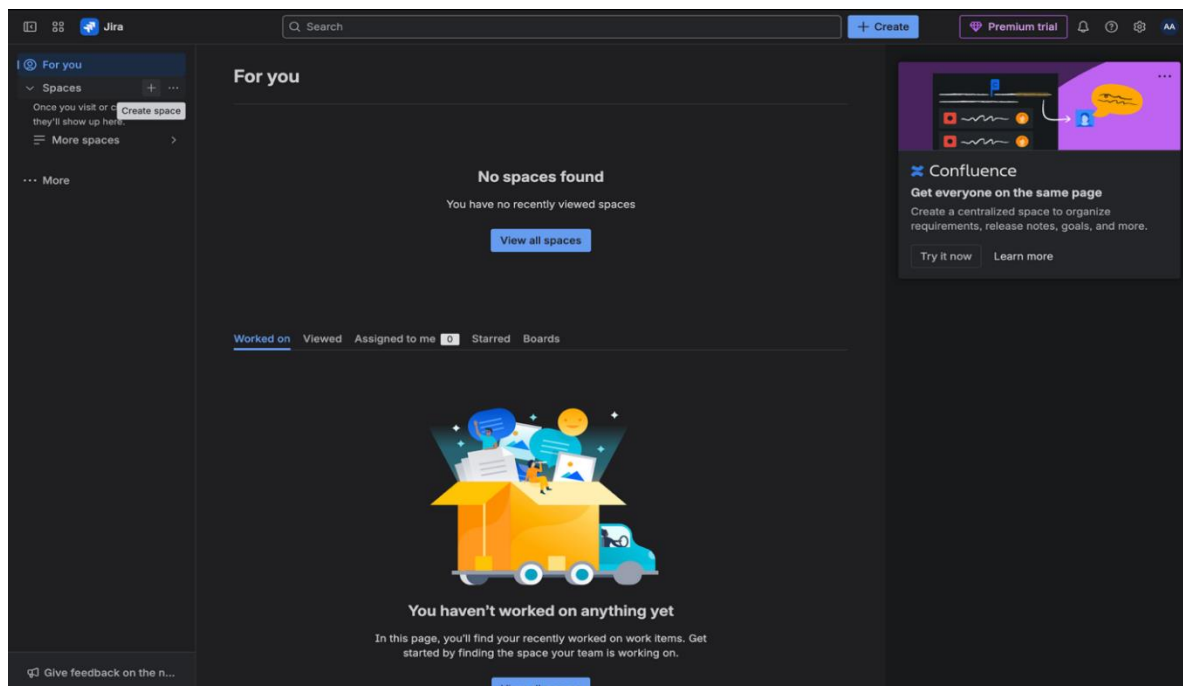 Jira
Search
+ Create
Premium trial
AA
For you
Spaces
Once you visit or c
Create space
they'll show up here.
More spaces
More
Give feedback on the n...
For you
No spaces found
You have no recently viewed spaces
View all spaces
Worked on Viewed Assigned to me 0 Starred Boards
You haven't worked on anything yet
In this page, you'll find your recently worked on work items. Get
started by finding the space your team is working on.
Confluence
Get everyone on the same page
Create a centralized space to organize
requirements, release notes, goals, and more.
Try it now Learn more